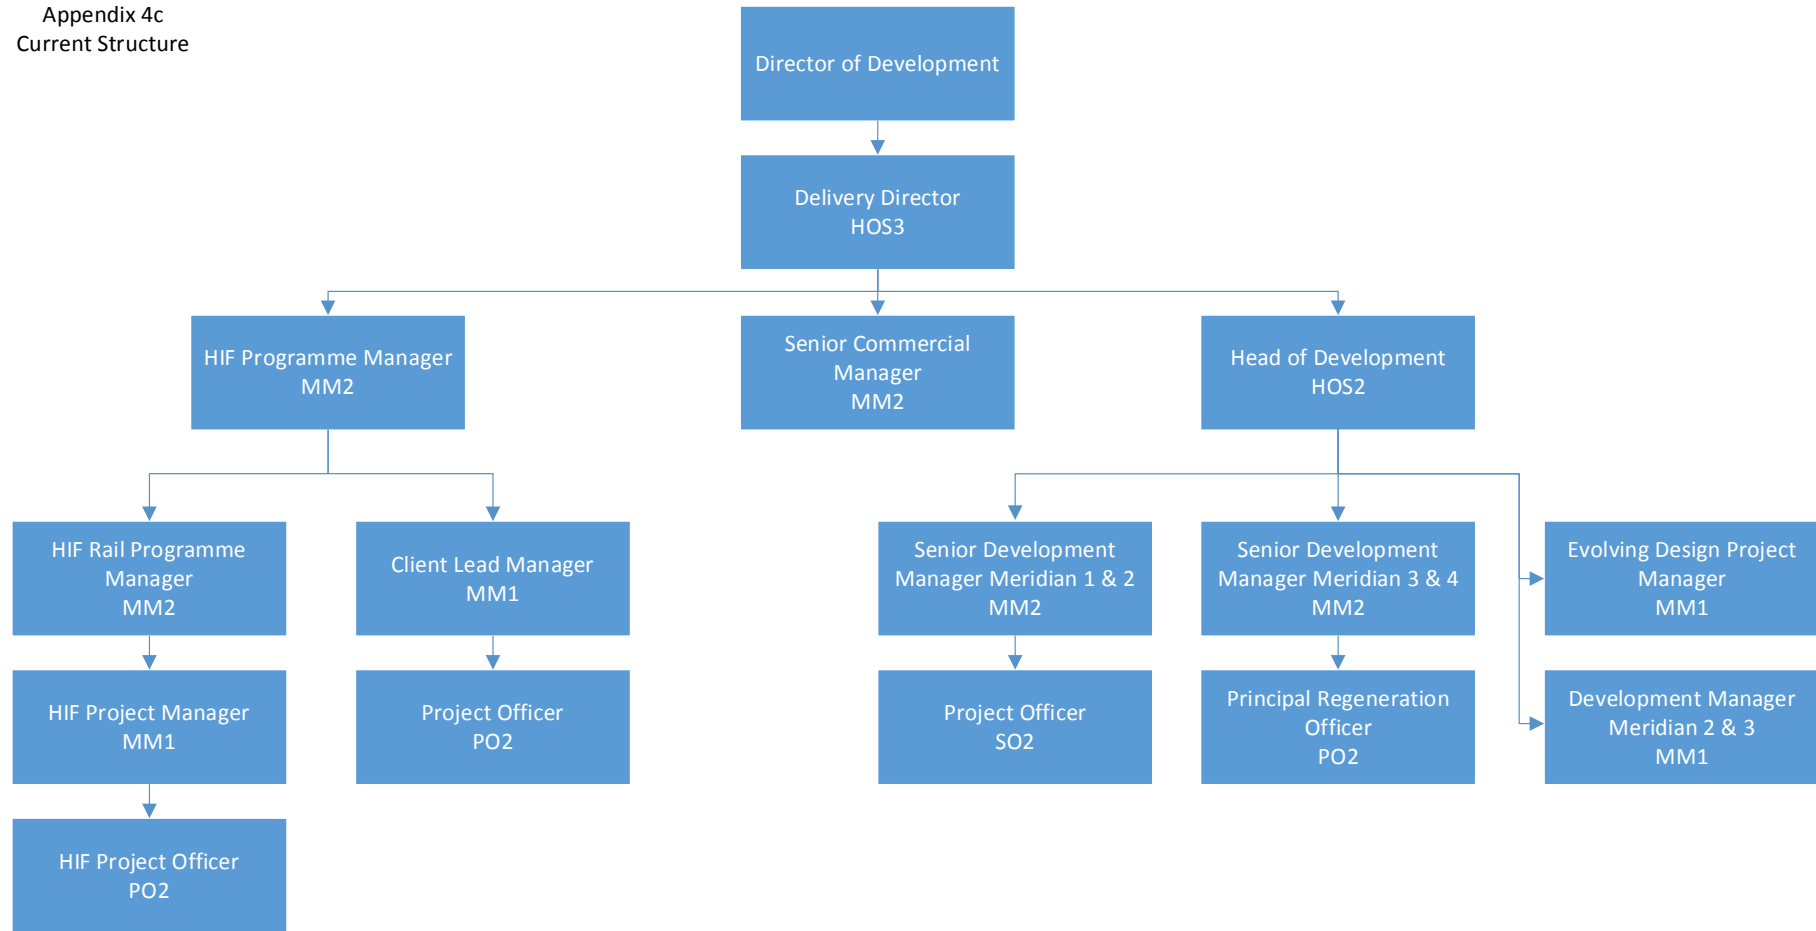 Appendix 4c
Current Structure
Director of Development
Delivery Director
HOS3
HIF Programme Manager
MM2
Senior Commercial
Manager
MM2
Head of Development
HOS2
HIF Rail Programme
Manager
MM2
Client Lead Manager
MM1
Senior Development
Manager Meridian 1 & 2
MM2
Senior Development
Manager Meridian 3 & 4
MM2
Evolving Design Project
Manager
MM1
HIF Project Manager
MM1
Project Officer
PO2
Project Officer
SO2
Principal Regeneration
Officer
PO2
Development Manager
Meridian 2 & 3
MM1
HIF Project Officer
PO2